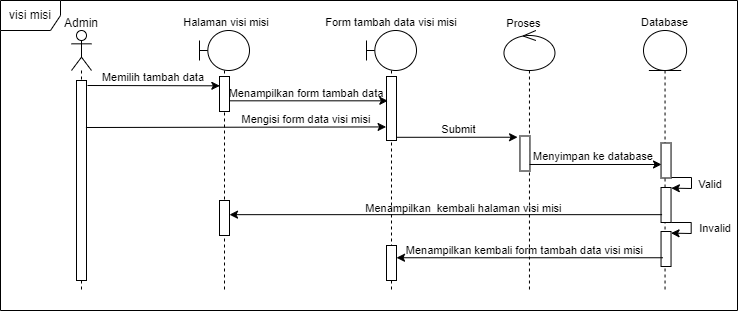 visi misi
Admin
Halaman visi misi
Form tambah data visi misi
Proses
Database
Memilih tambah data
Menampilkan form tambah data
Mengisi form data visi misi
Submit
Menyimpan ke database
Valid
Menampilkan kembali halaman visi misi
Invalid
Menampilkan kembali form tambah data visi misi